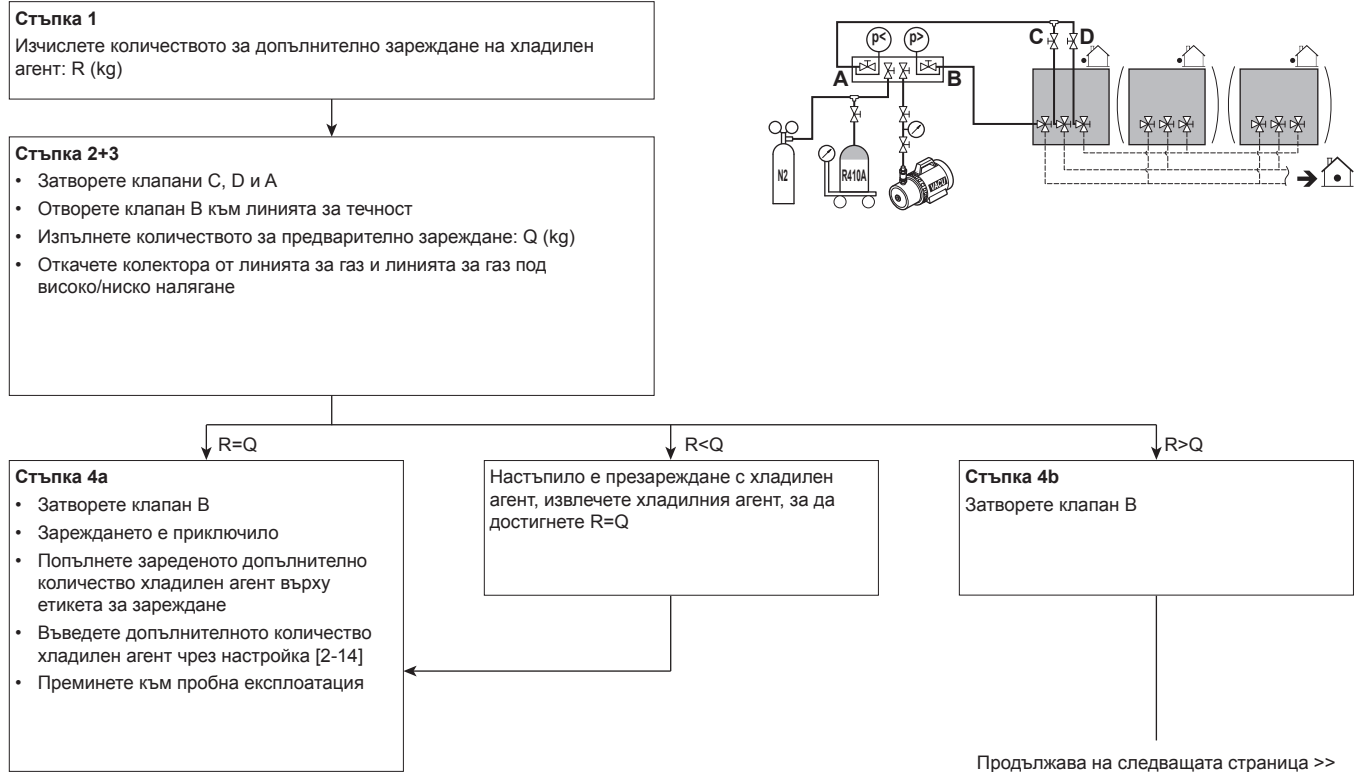 Стъпка 1
Изчислете количеството за допълнително зареждане на хладилен
агент: R (kg)
p<
p>
A
B
C
D
N2
R410A
VACU
Стъпка 2+3
• Затворете клапани C, D и A
• Отворете клапан B към линията за течност
• Изпълнете количеството за предварително зареждане: Q (kg)
• Откачете колектора от линията за газ и линията за газ под
високо/ниско налягане
R=Q
R<Q
R>Q
Стъпка 4a
• Затворете клапан B
• Зареждането е приключило
• Попълнете зареденото допълнително
количество хладилен агент върху
етикета за зареждане
• Въведете допълнителното количество
хладилен агент чрез настройка [2-14]
• Преминете към пробна експлоатация
Настъпило е презареждане с хладилен
агент, извлечете хладилния агент, за да
достигнете R=Q
Стъпка 4b
Затворете клапан B
Продължава на следващата страница >>